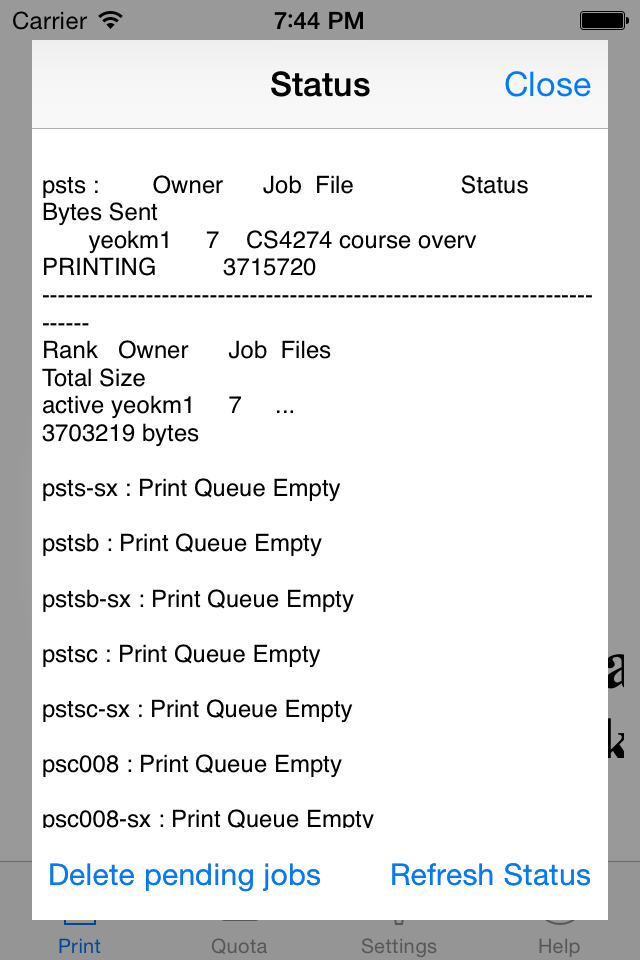 Carrier 7:44 PM
Status Close
psts : Owner Job File Status
Bytes Sent
yeokm1 7 CS4274 course overv
PRINTING 3715720
----------------------------------------------------------------------
------
Rank Owner Job Files
Total Size
active yeokm1 7 ...
3703219 bytes
psts-sx : Print Queue Empty
pstsb : Print Queue Empty
pstsb-sx : Print Queue Empty
pstsc : Print Queue Empty
pstsc-sx : Print Queue Empty
psc008 : Print Queue Empty
psc008-sx : Print Queue Empty
a
k
Delete pending jobs Refresh Status
Print Quota Settings Help